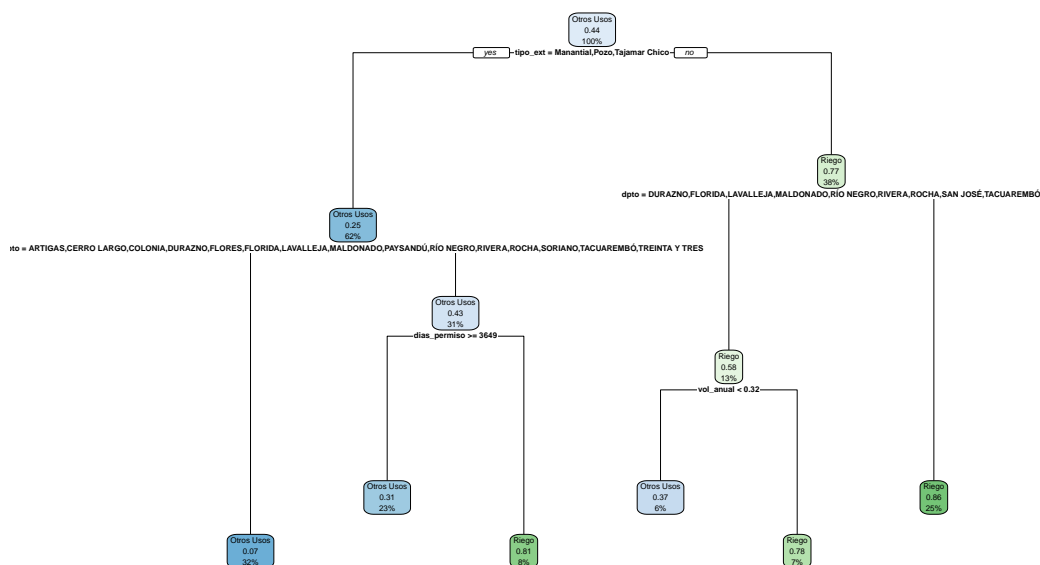 Otros Usos
0.44
100%
yes tipo_ext = Manantial,Pozo,Tajamar Chico no
Riego
0.77
38%
dpto = DURAZNO,FLORIDA,LAVALLEJA,MALDONADO,RÍO NEGRO,RIVERA,ROCHA,SAN JOSÉ,TACUAREMBÓ
Otros Usos
0.25
62%
= ARTIGAS,CERRO LARGO,COLONIA,DURAZNO,FLORES,FLORIDA,LAVALLEJA,MALDONADO,PAYSANDÚ,RÍO NEGRO,RIVERA,ROCHA,SORIANO,TACUAREMBÓ,TREINTA Y TRES
Otros Usos
0.43
31%
dias_permiso >= 3649
Riego
0.58
13%
vol_anual < 0.32
Otros Usos
0.31
23%
Otros Usos
0.37
6%
Riego
0.86
25%
Otros Usos
0.07
32%
Riego
0.81
8%
Riego
0.78
7%